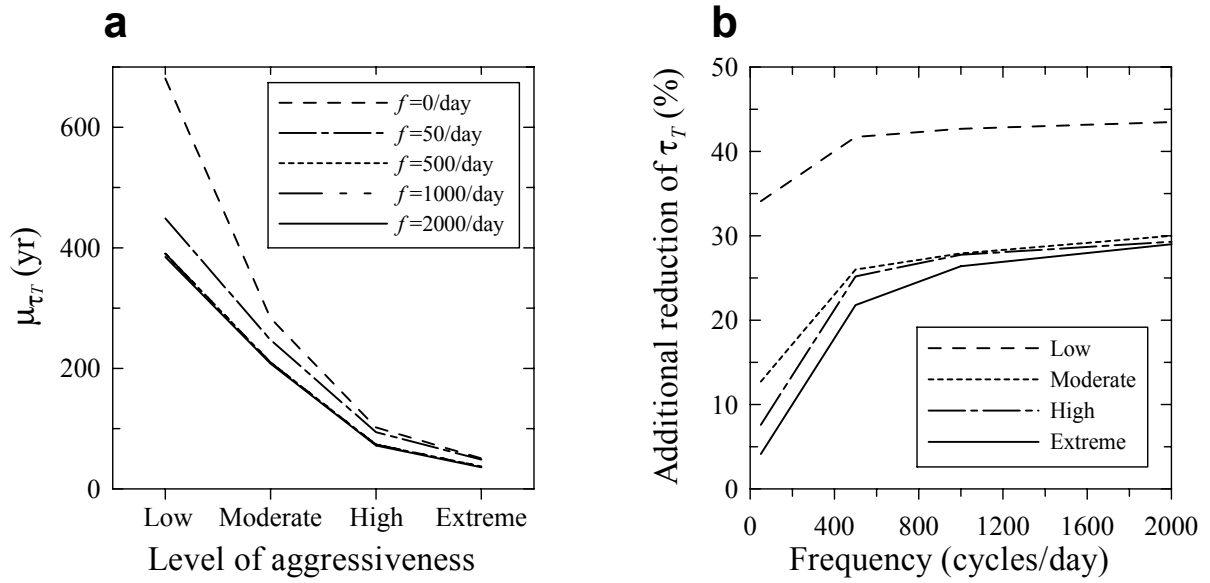 a
600
400
200
0
μτT (yr)
f=0/day
f=50/day
f=500/day
f=1000/day
f=2000/day
Low Moderate High Extreme
Level of aggressiveness
b
50
40
30
20
10
0
Additional reduction of τT (%)
Low
Moderate
High
Extreme
0 400 800 1200 1600 2000
Frequency (cycles/day)